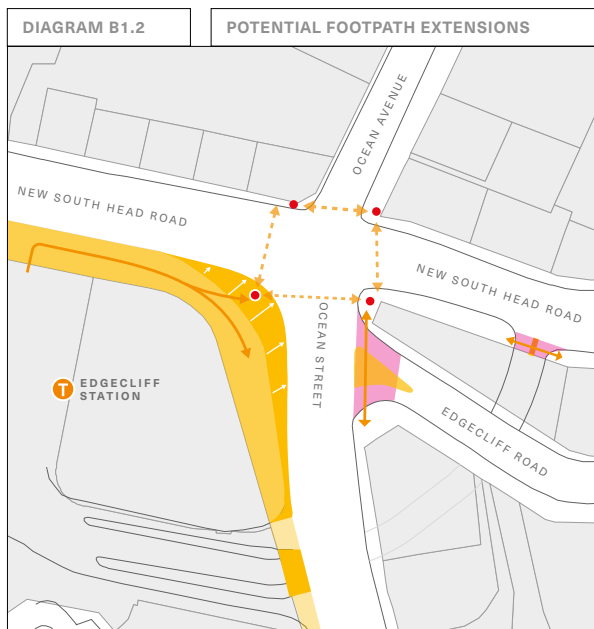 DIAGRAM B1.2
POTENTIAL FOOTPATH EXTENSIONS
OCEAN AVENUE
NEW SOUTH HEAD ROAD
NEW SOUTH HEAD ROAD
OCEAN STREET
T
EDGECLIFF
STATION
EDGECLIFF ROAD